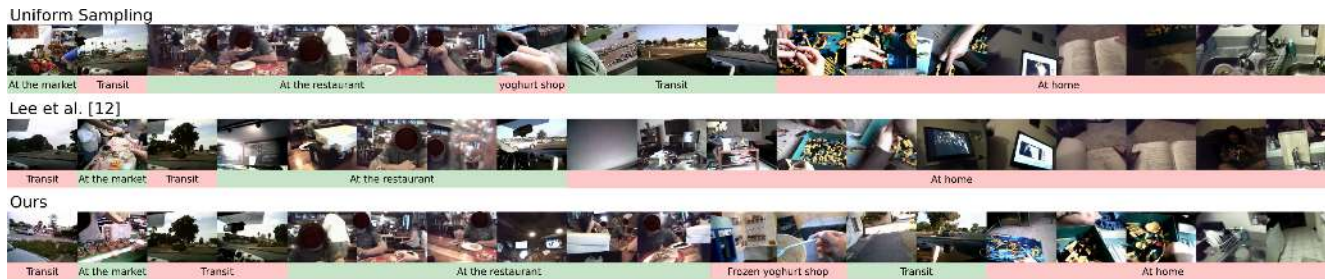 Uniform Sampling
At the market Transit At the restaurant yoghurt shop Transit At home
Lee et al. [12]
Transit At the market Transit At the restaurant At home
Ours
Transit At the market Transit At the restaurant Frozen yoghurt shop Transit At home